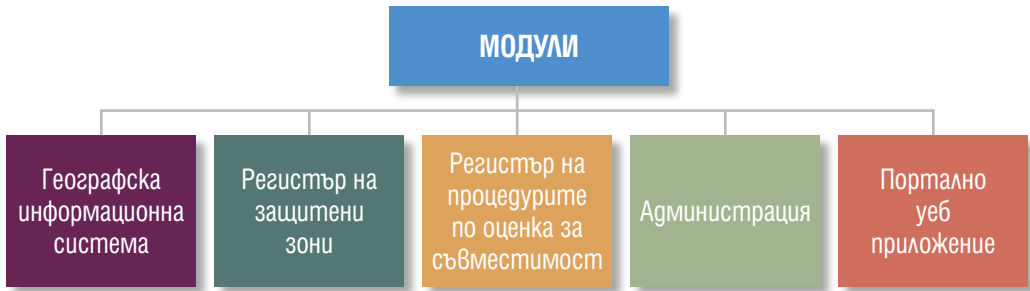 МОДУЛИ
Географска
информационна
система
Регистър на
защитени
зони
Регистър на
процедурите
по оценка за
съвместимост
Администрация
Портално
уеб
приложение